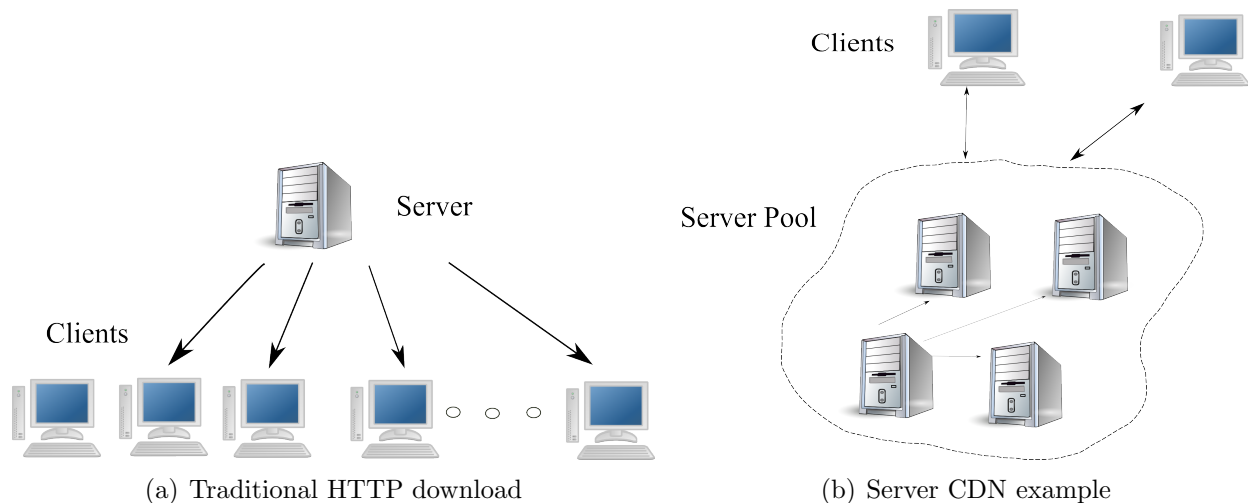 Server
Clients
(a) Traditional HTTP download
Clients
Server Pool
(b) Server CDN example